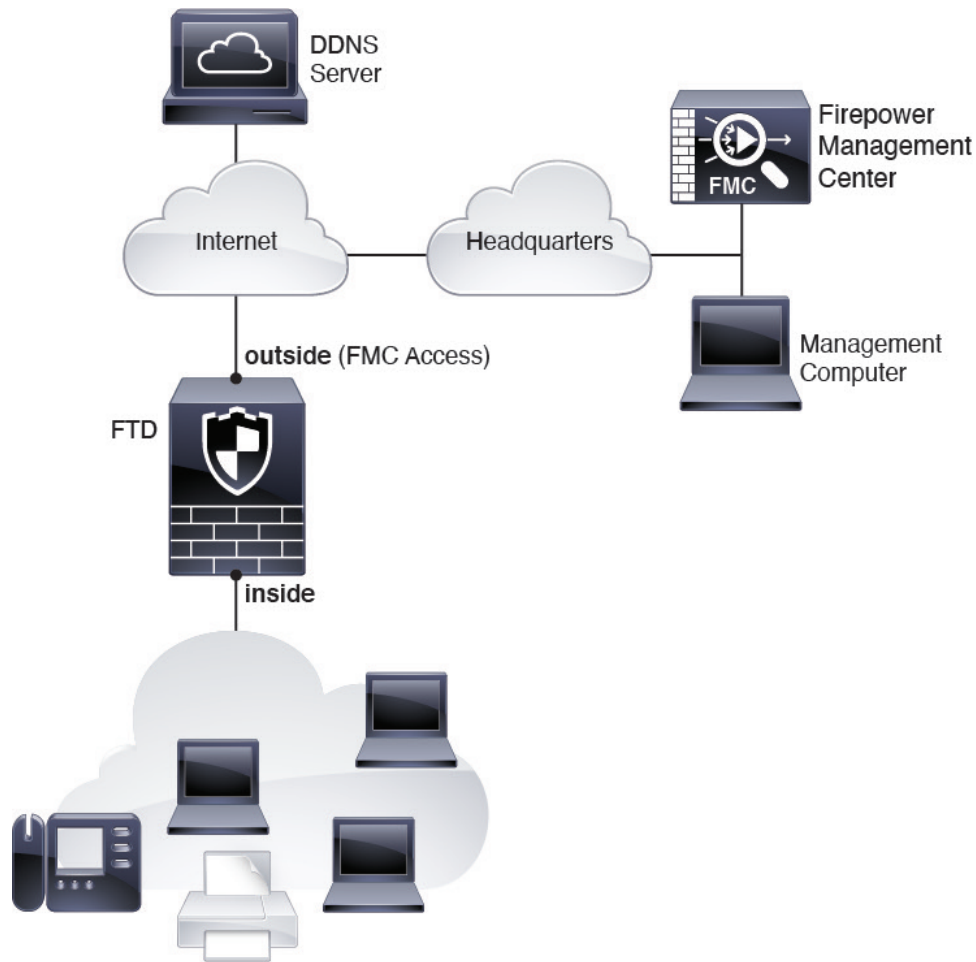 DDNS
Server
Firepower
Management
Center
FMC
Internet
Headquarters
Management
Computer
outside (FMC Access)
FTD
inside